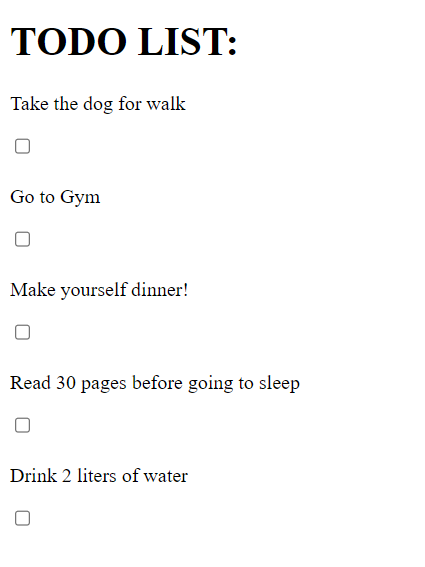 TODO LIST:
Take the dog for walk
Go to Gym
Make yourself dinner!
Read 30 pages before going to sleep
Drink 2 liters of water